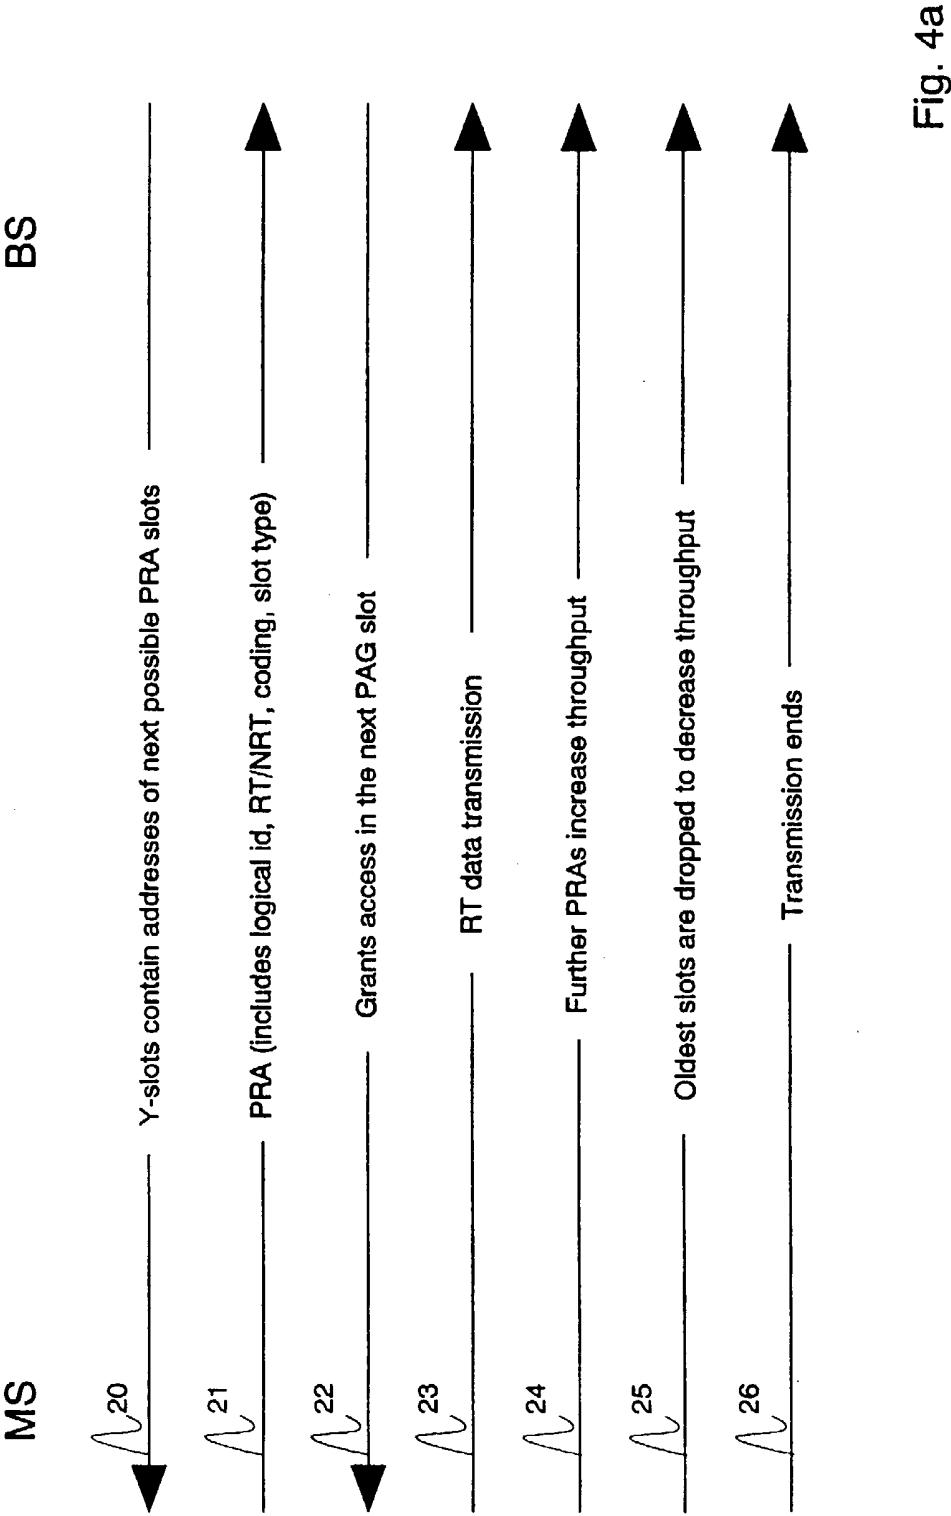 MS
BS
20
Y-slots contain addresses of next possible PRA slots
21
PRA (includes logical id, RT/NRT, coding, slot type)
22
Grants access in the next PAG slot
23
RT data transmission
24
Further PRAs increase throughput
25
Oldest slots are dropped to decrease throughput
26
Transmission ends
Fig. 4a